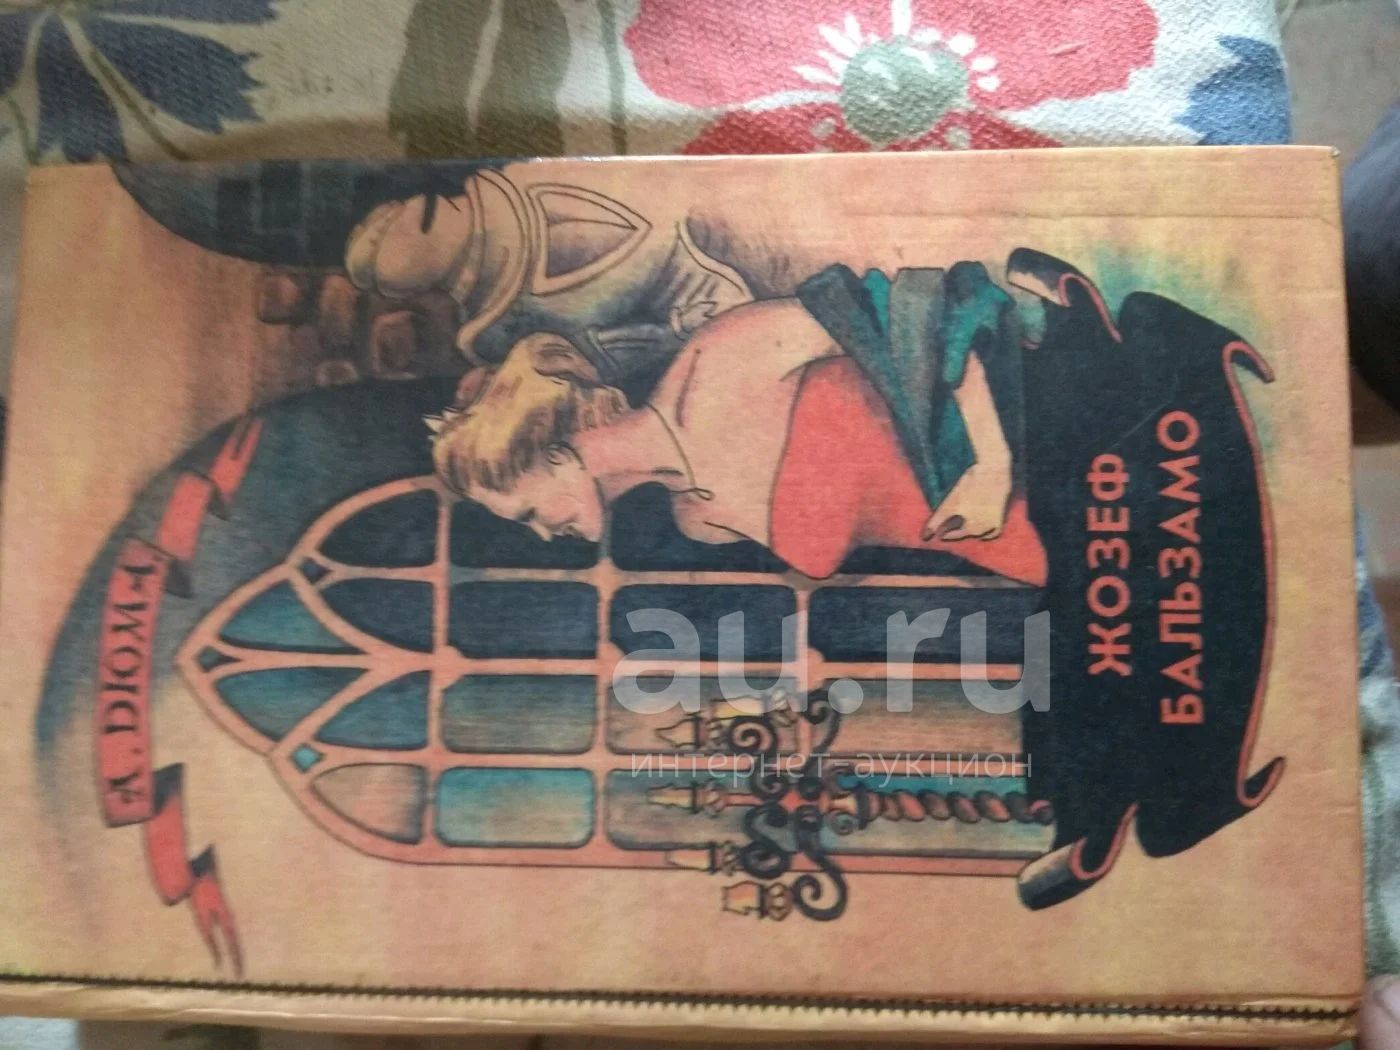 А. ДЮМА
ЖОЗЕФ
БАЛЬЗАМО
au.ru
интернет-аукцион